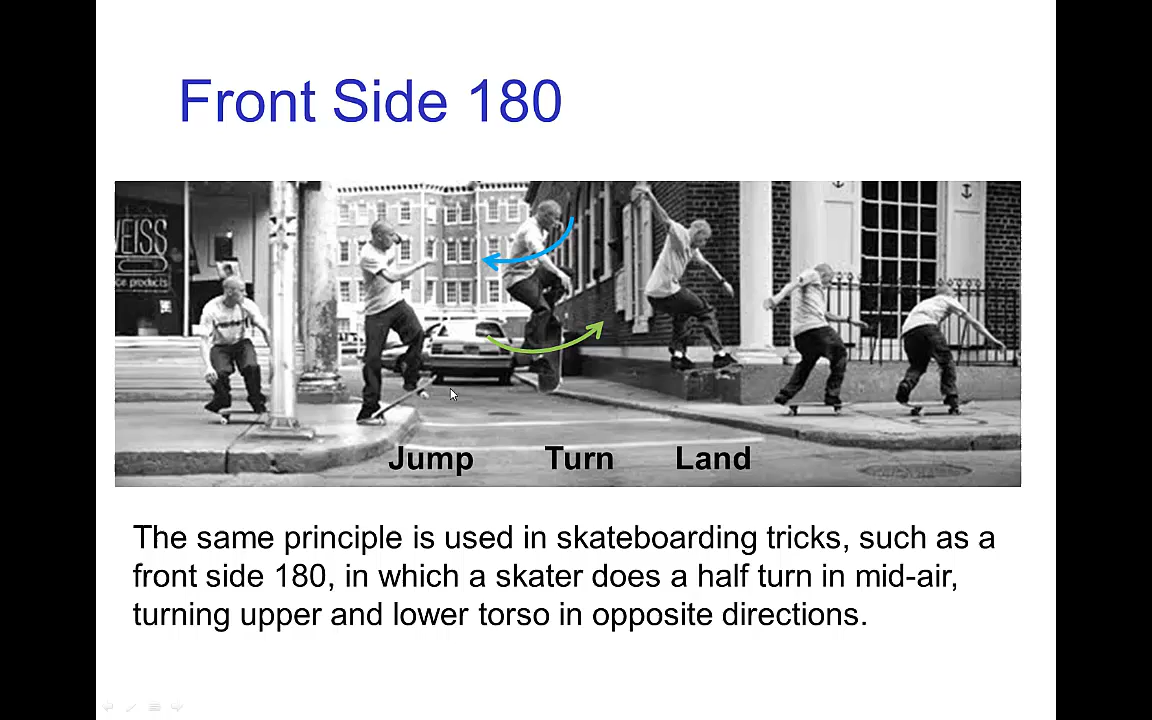 Front Side 180
WEISS
ce products
Jump Turn Land
The same principle is used in skateboarding tricks, such as a
front side 180, in which a skater does a half turn in mid-air,
turning upper and lower torso in opposite directions.